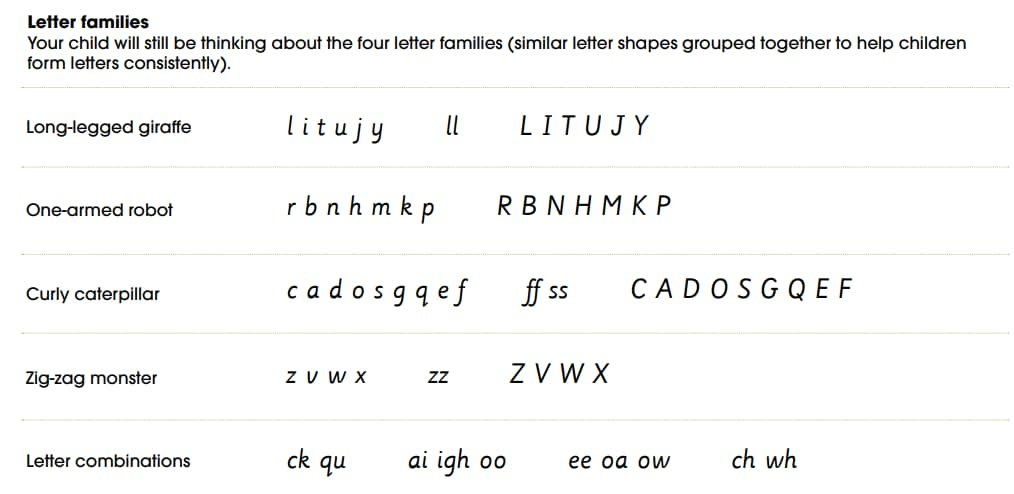 Letter families
Your child will still be thinking about the four letter families (similar letter shapes grouped together to help children
form letters consistently).
Long-legged giraffe l i t u j y ll L I T U J Y
One-armed robot r b n h m k p R B N H M K P
Curly caterpillar c a d o s g q e f ff ss C A D O S G Q E F
Zig-zag monster z v w x zz Z V W X
Letter combinations ck qu ai igh oo ee oa ow ch wh